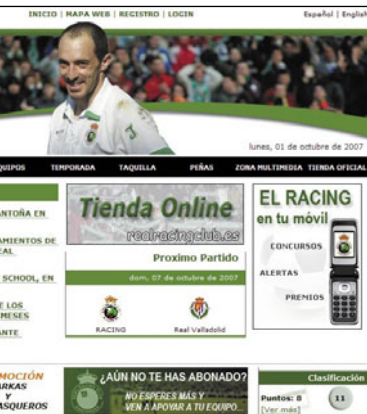 INICIO | MAPA WEB | REGISTRO | LOGIN
Español | English
lunes, 01 de octubre de 2007
QUIPOS TEMPORADA TAQUILLA PEÑAS ZONA MULTIMEDIA TIENDA OFICIAL
ANTOÑA EN
AMIENTOS DE
EAL
SCHOOL, EN
E LOS
MESES
ANTE
Tienda Online
realracingclub.es
Proximo Partido
dom, 07 de octubre de 2007
RACING Real Valladolid
EL RACING
en tu móvil
CONCURSOS
ALERTAS
PREMIOS
MOCIÓN
ARKAS
Y
ASQUEROS
¿AÚN NO TE HAS ABONADO?
NO ESPERES MÁS Y
VEN A APOYAR A TU EQUIPO...
Clasificación
Puntos: 8 11
[Ver más]